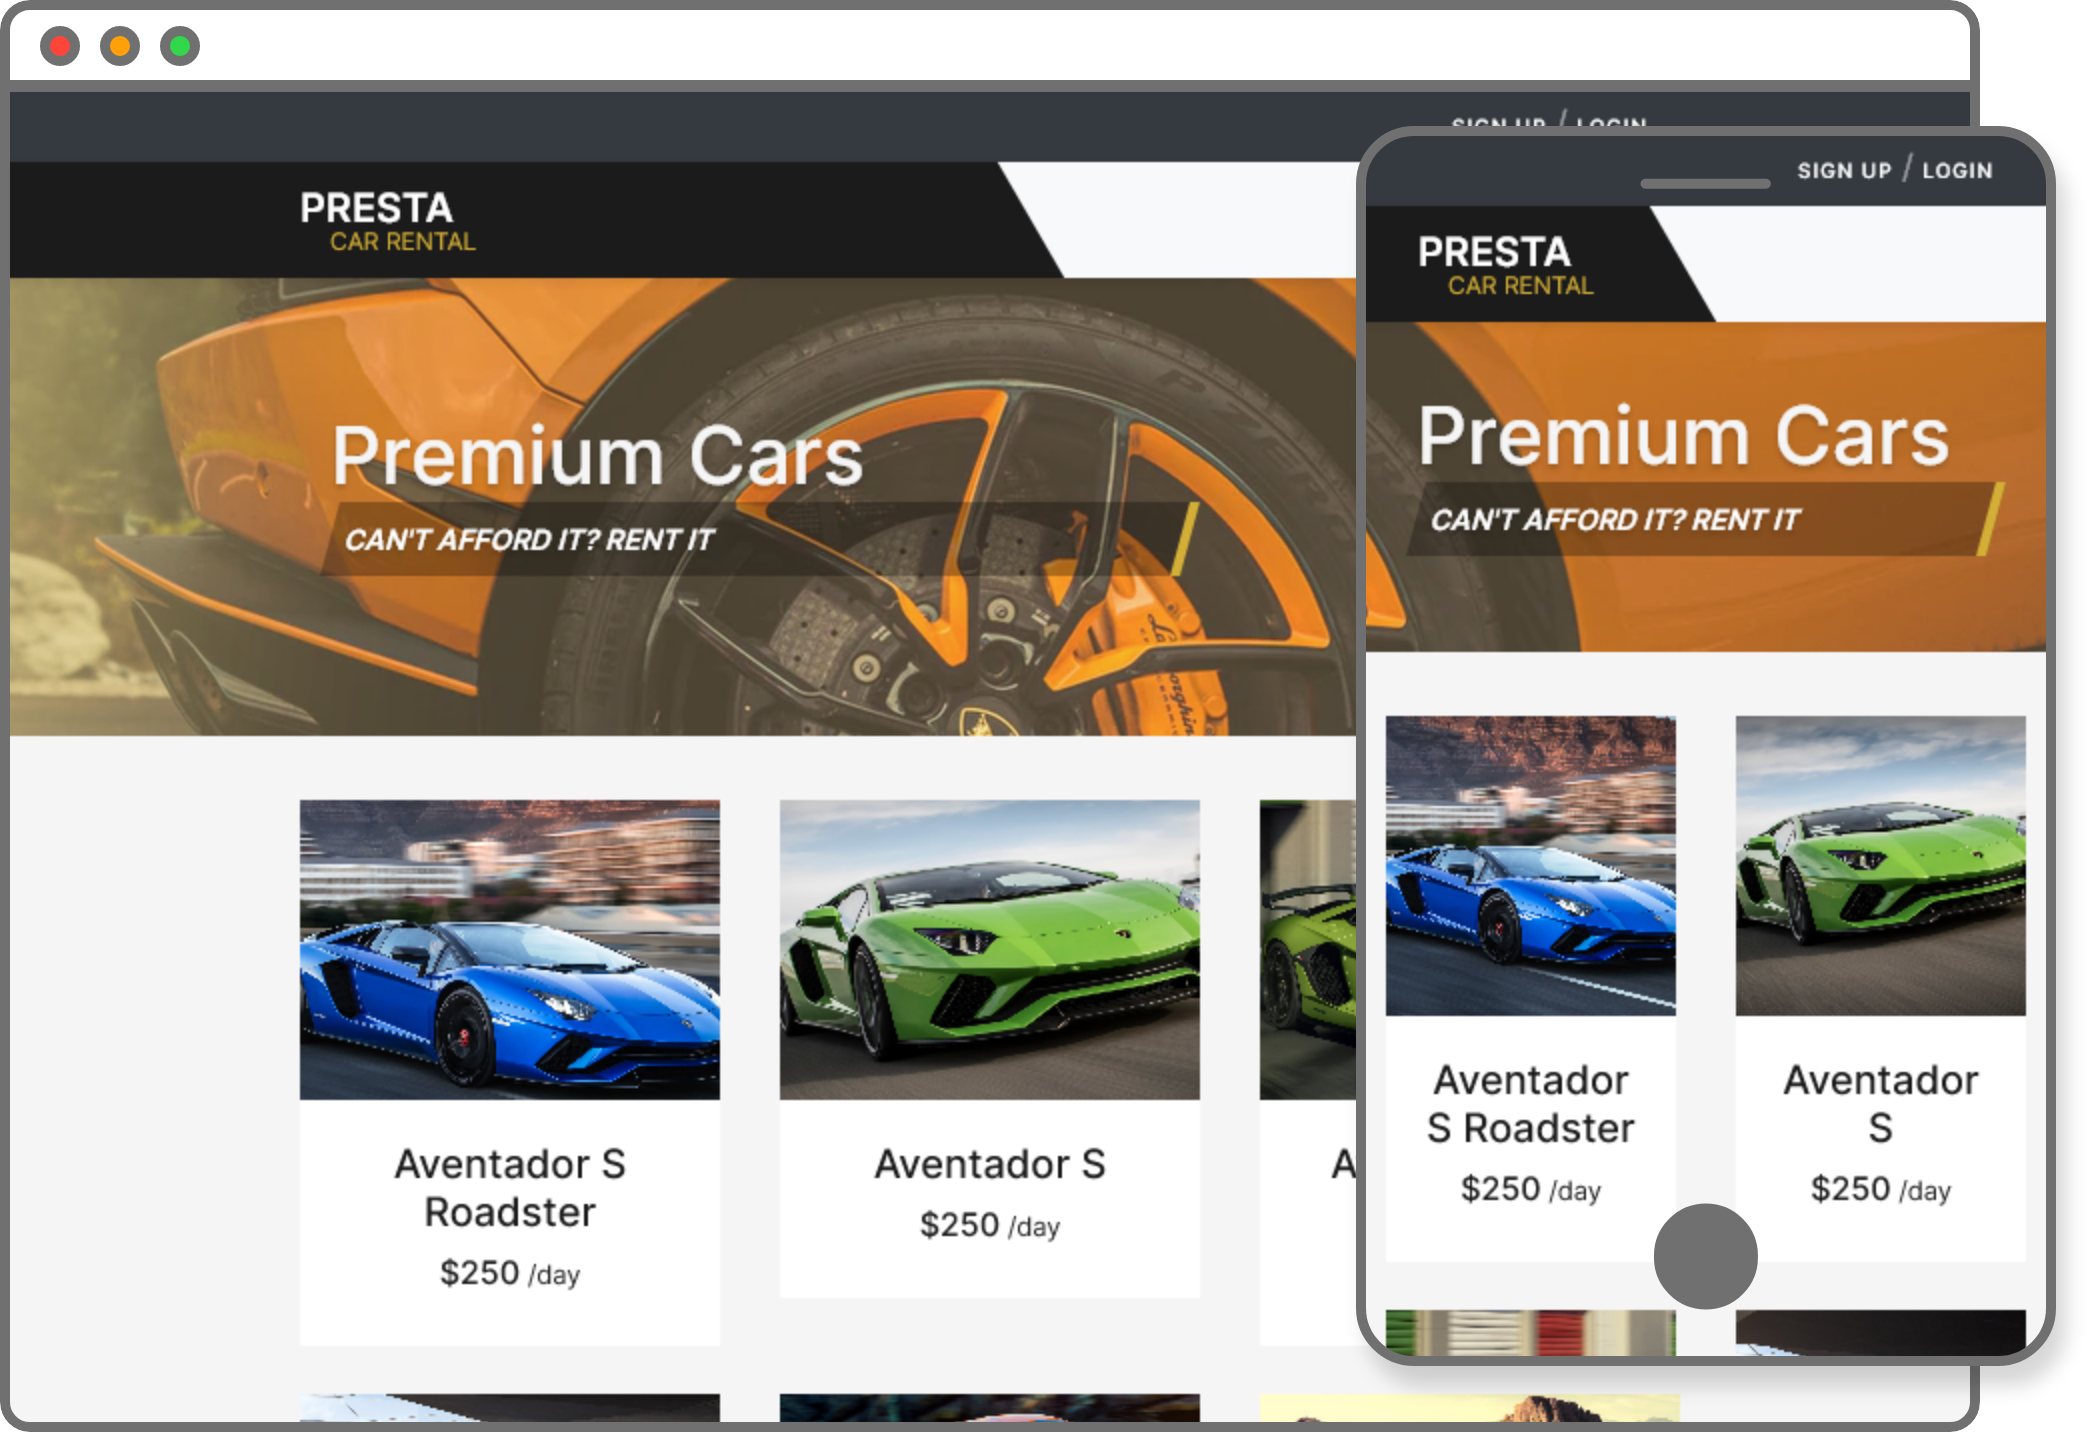 SIGN UP / LOGIN
PRESTA
CAR RENTAL
Premium Cars
CAN'T AFFORD IT? RENT IT
Aventador S
Roadster
$250 /day
Aventador S
$250 /day
A
SIGN UP / LOGIN
PRESTA
CAR RENTAL
Premium Cars
CAN'T AFFORD IT? RENT IT
Aventador
S Roadster
$250 /day
Aventador
S
$250 /day